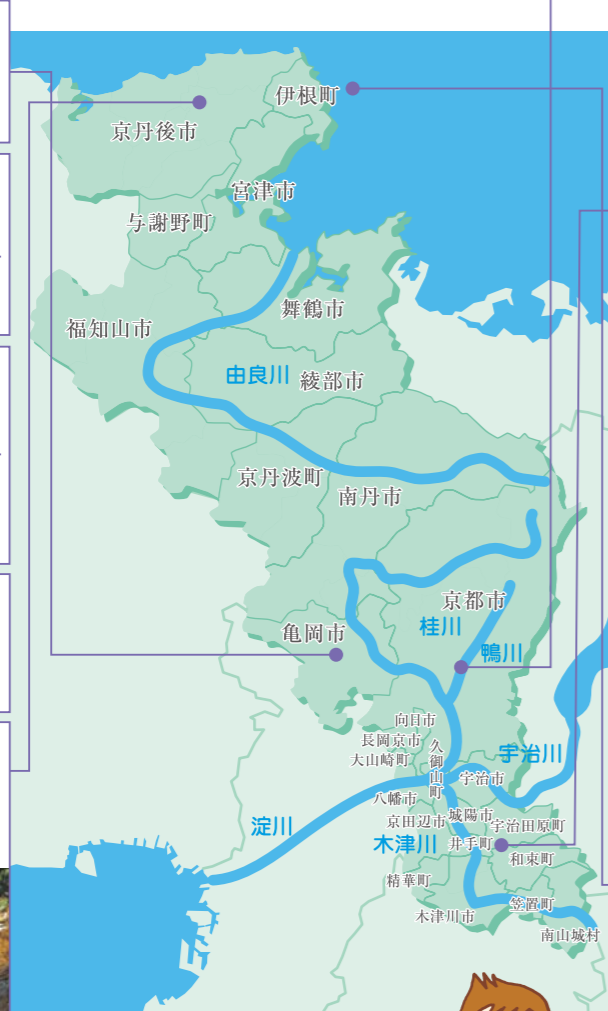 伊根町
京丹後市
宮津市
与謝野町
舞鶴市
福知山市
由良川
綾部市
京丹波町
南丹市
京都市
桂川
亀岡市
鴨川
向日市
長岡京市
久御山町
大山崎町
宇治川
宇治市
八幡市
城陽市
京田辺市
宇治田原町
淀川
木津川
井手町
和束町
精華町
笠置町
木津川市
南山城村